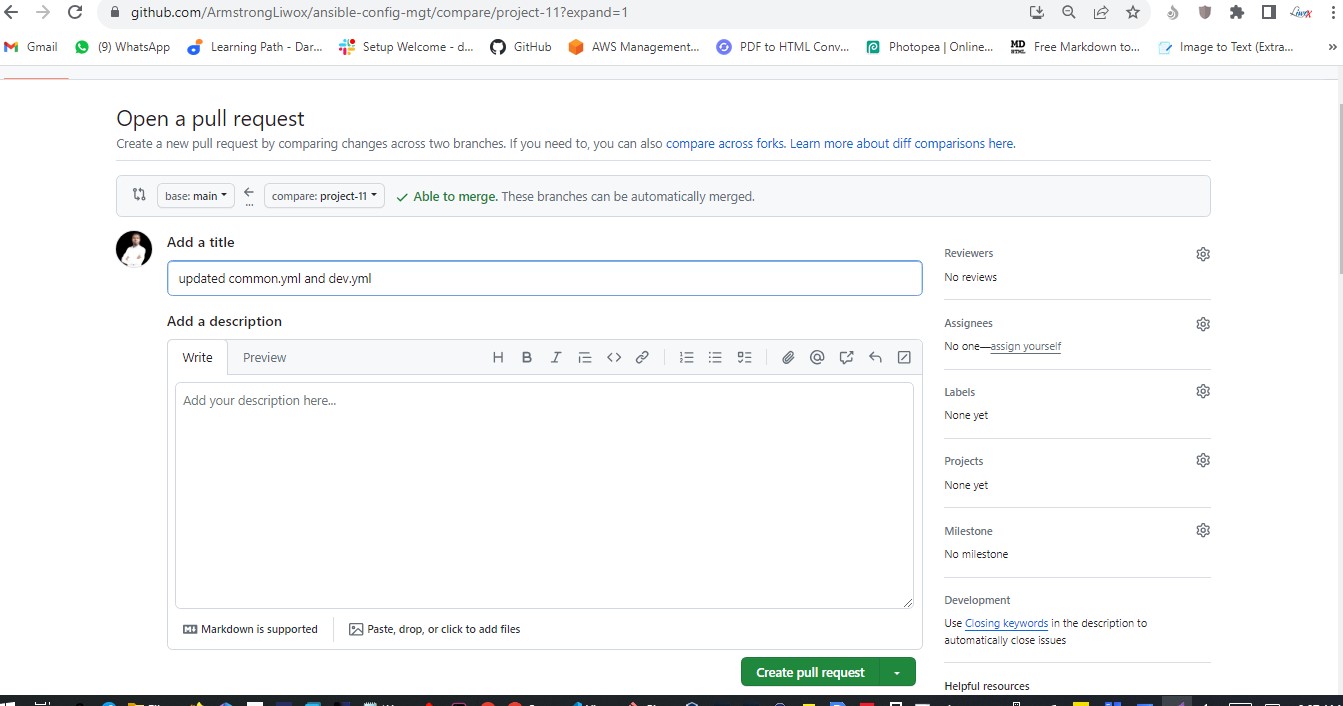 github.com/ArmstrongLiwox/ansible-config-mgt/compare/project-11?expand=1
Gmail (9) WhatsApp Learning Path - Dar... Setup Welcome - d... GitHub AWS Management... PDF to HTML Conv... Photopea | Online... MD Free Markdown to... Image to Text (Extra... »
Open a pull request
Create a new pull request by comparing changes across two branches. If you need to, you can also compare across forks. Learn more about diff comparisons here.
base: main compare: project-11 Able to merge. These branches can be automatically merged.
Add a title
updated common.yml and dev.yml
Add a description
Write Preview
Add your description here...
Markdown is supported Paste, drop, or click to add files
Create pull request
Reviewers
No reviews
Assignees
No one—assign yourself
Labels
None yet
Projects
None yet
Milestone
No milestone
Development
Use Closing keywords in the description to
automatically close issues
Helpful resources